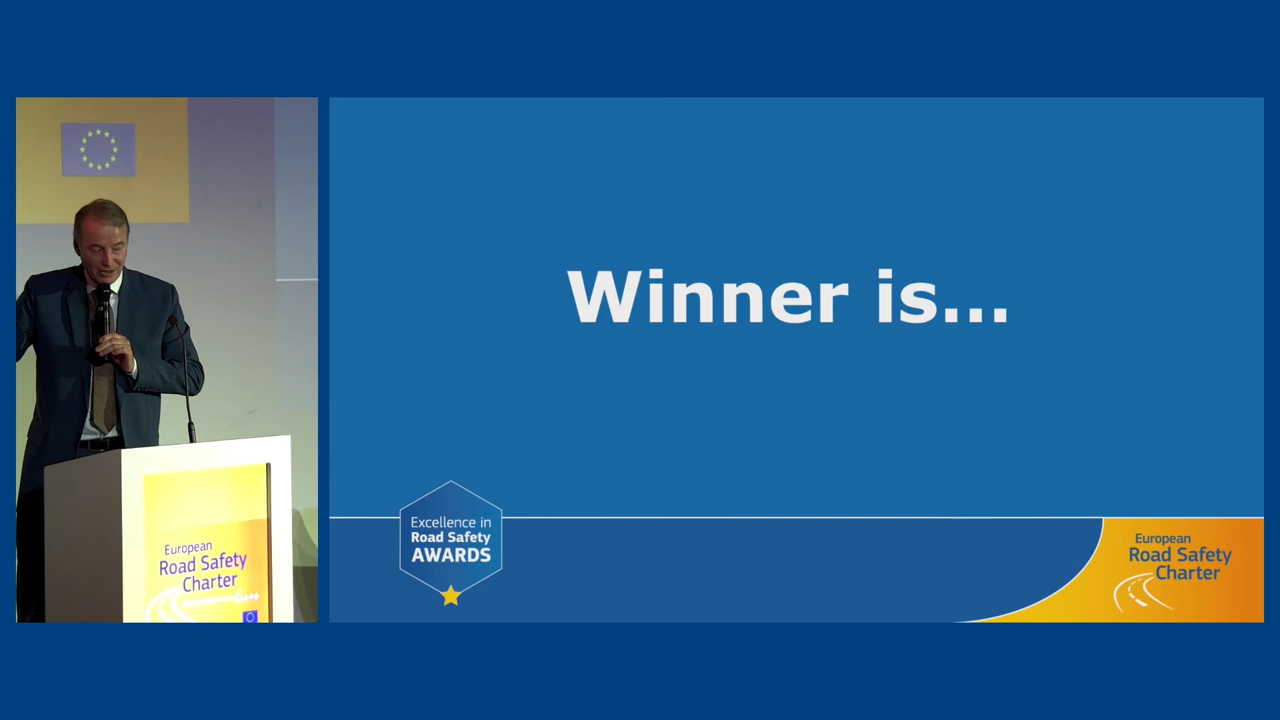 European
Road Safety
Charter
Winner is...
Excellence in
Road Safety
AWARDS
European
Road Safety
Charter